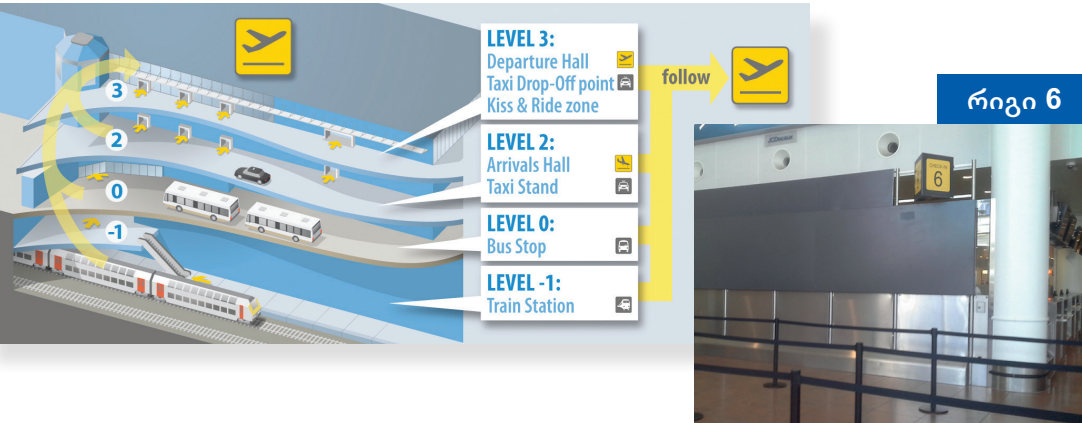 3
2
0
-1
LEVEL 3:
Departure Hall
Taxi Drop-Off point
Kiss & Ride zone
LEVEL 2:
Arrivals Hall
Taxi Stand
LEVEL 0:
Bus Stop
LEVEL -1:
Train Station
follow
რიგი 6
JCDecaux
6